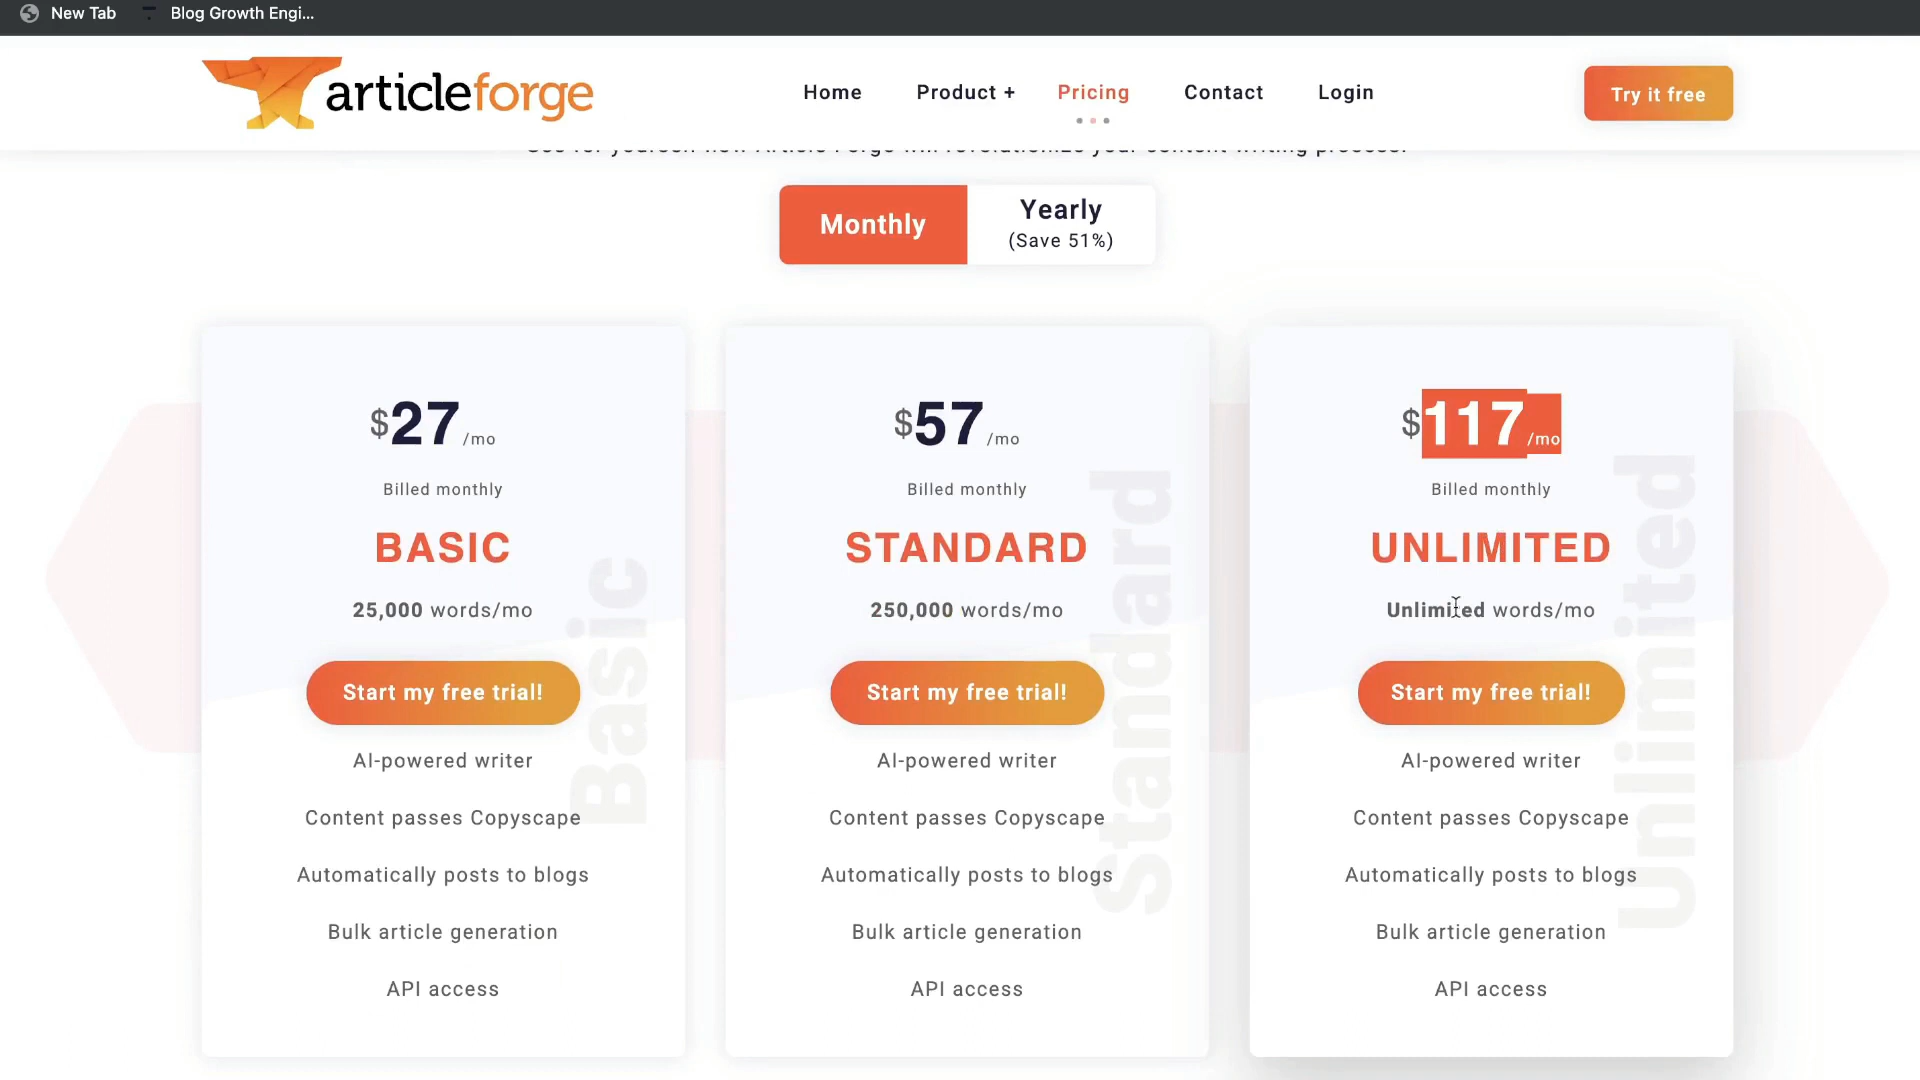 New Tab
Blog Growth Engi...
articleforge
Home
Product +
Pricing
Contact
Login
Try it free
Monthly
Yearly
(Save 51%)
$27/mo
Billed monthly
BASIC
25,000 words/mo
Start my free trial!
AI-powered writer
Content passes Copyscape
Automatically posts to blogs
Bulk article generation
API access
Basic
$57/mo
Billed monthly
STANDARD
250,000 words/mo
Start my free trial!
AI-powered writer
Content passes Copyscape
Automatically posts to blogs
Bulk article generation
API access
Standard
$117/mo
Billed monthly
UNLIMITED
Unlimited words/mo
Start my free trial!
AI-powered writer
Content passes Copyscape
Automatically posts to blogs
Bulk article generation
API access
Unlimited